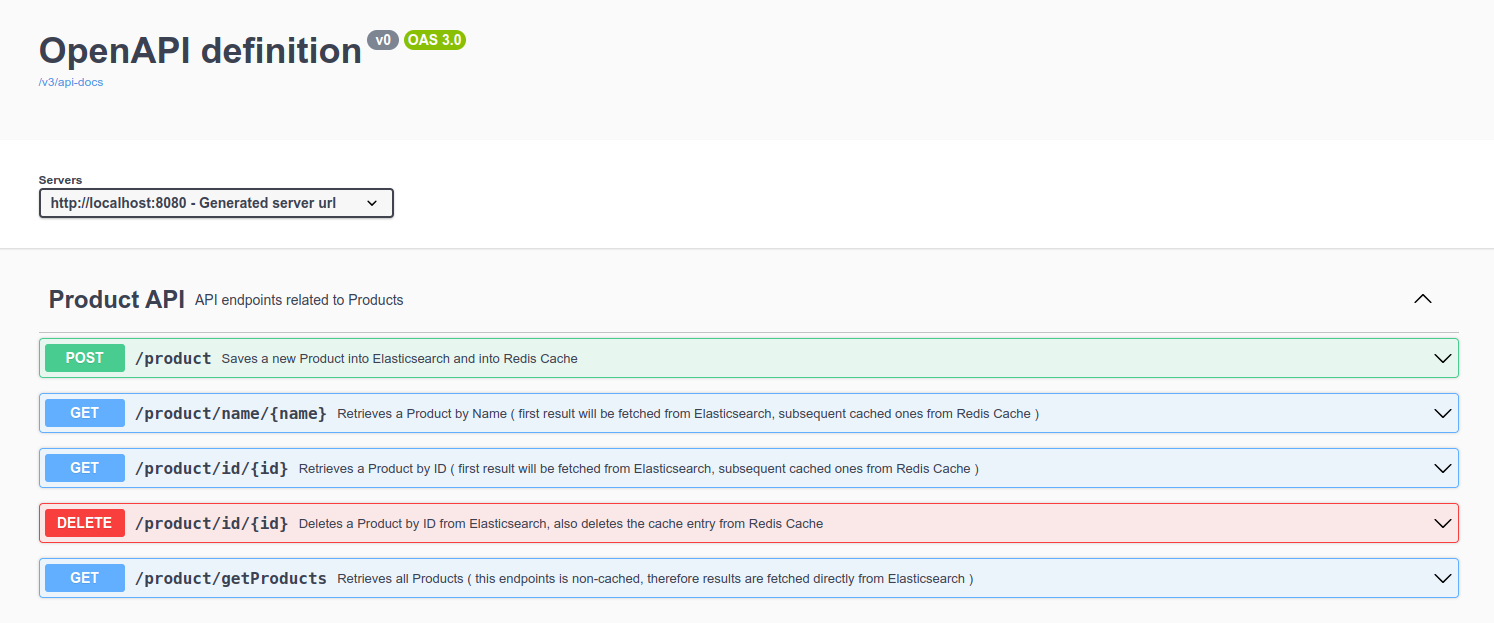 OpenAPI definition v0 OAS 3.0
/v3/api-docs
Servers
http://localhost:8080 - Generated server url
Product API API endpoints related to Products
POST /product Saves a new Product into Elasticsearch and into Redis Cache
GET /product/name/{name} Retrieves a Product by Name ( first result will be fetched from Elasticsearch, subsequent cached ones from Redis Cache )
GET /product/id/{id} Retrieves a Product by ID ( first result will be fetched from Elasticsearch, subsequent cached ones from Redis Cache )
DELETE /product/id/{id} Deletes a Product by ID from Elasticsearch, also deletes the cache entry from Redis Cache
GET /product/getProducts Retrieves all Products ( this endpoints is non-cached, therefore results are fetched directly from Elasticsearch )